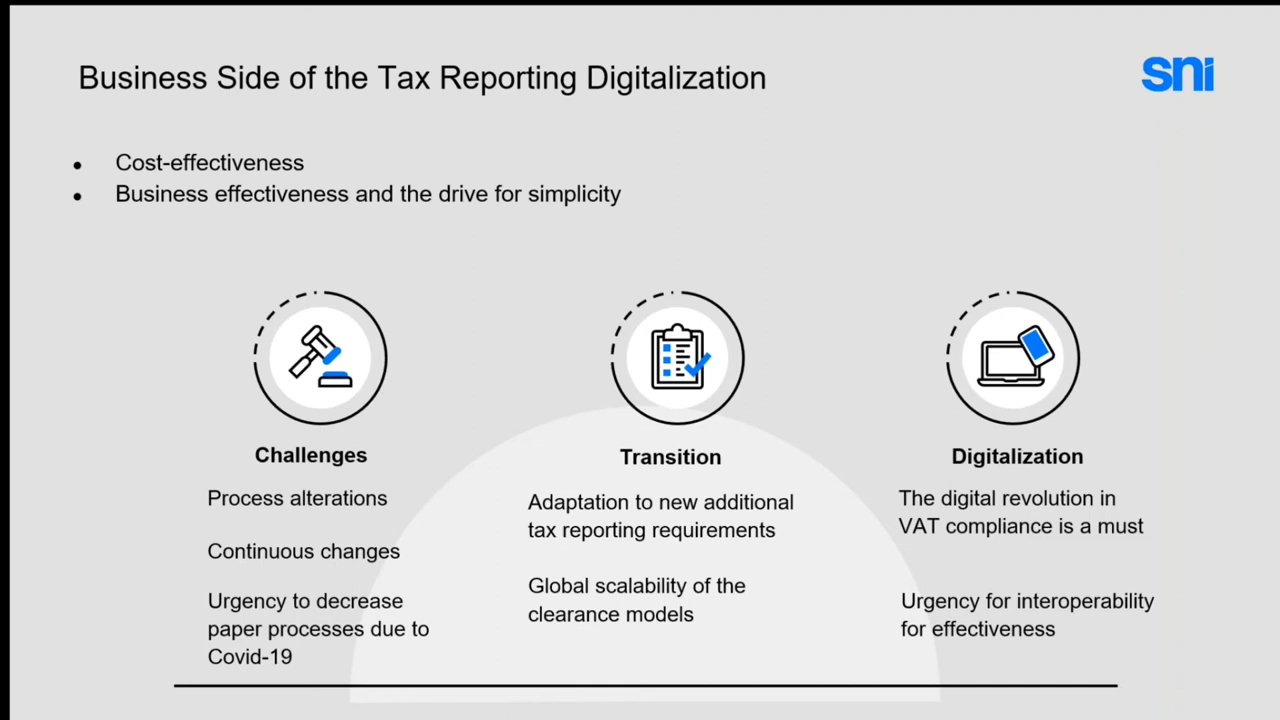 Business Side of the Tax Reporting Digitalization
sni
Cost-effectiveness
Business effectiveness and the drive for simplicity
Challenges
Process alterations
Continuous changes
Urgency to decrease
paper processes due to
Covid-19
Transition
Adaptation to new additional
tax reporting requirements
Global scalability of the
clearance models
Digitalization
The digital revolution in
VAT compliance is a must
Urgency for interoperability
for effectiveness